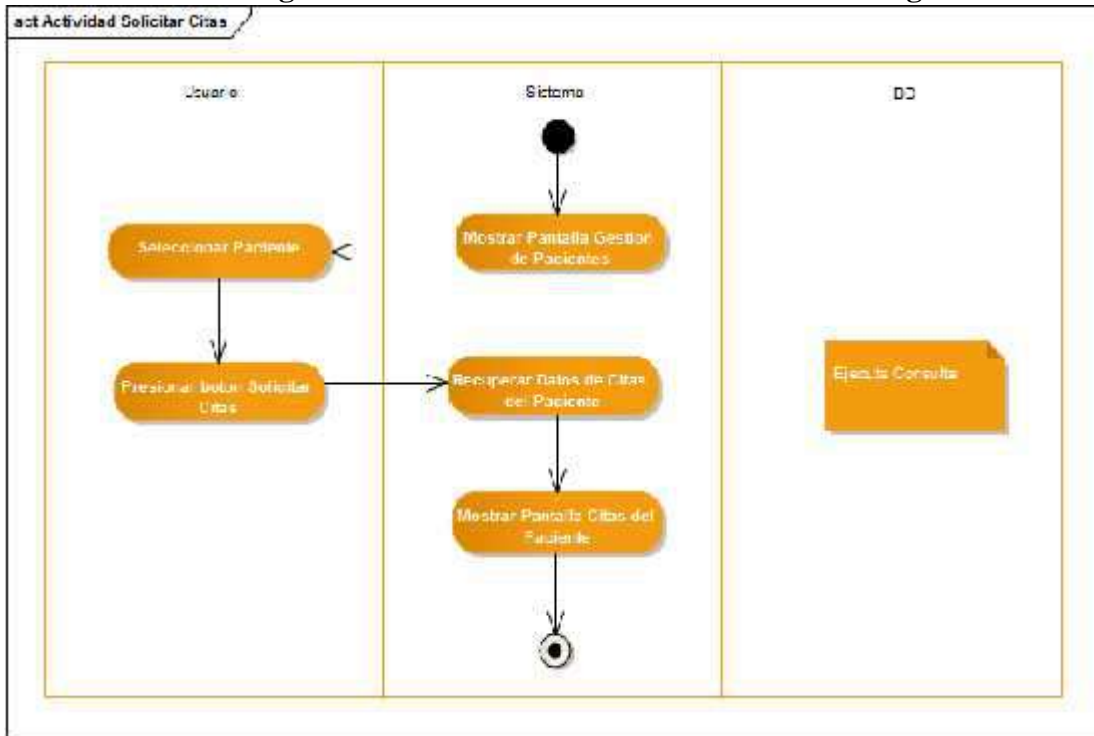 act Actividad Solicitar Citas
Usuario
Sistema
BD
Mostrar Pantalla Gestion
de Pacientes
Seleccionar Paciente
Presionar boton Solicitar
Citas
Recuperar Datos de Citas
del Paciente
Ejecuta Consulta
Mostrar Pantalla Citas del
Paciente